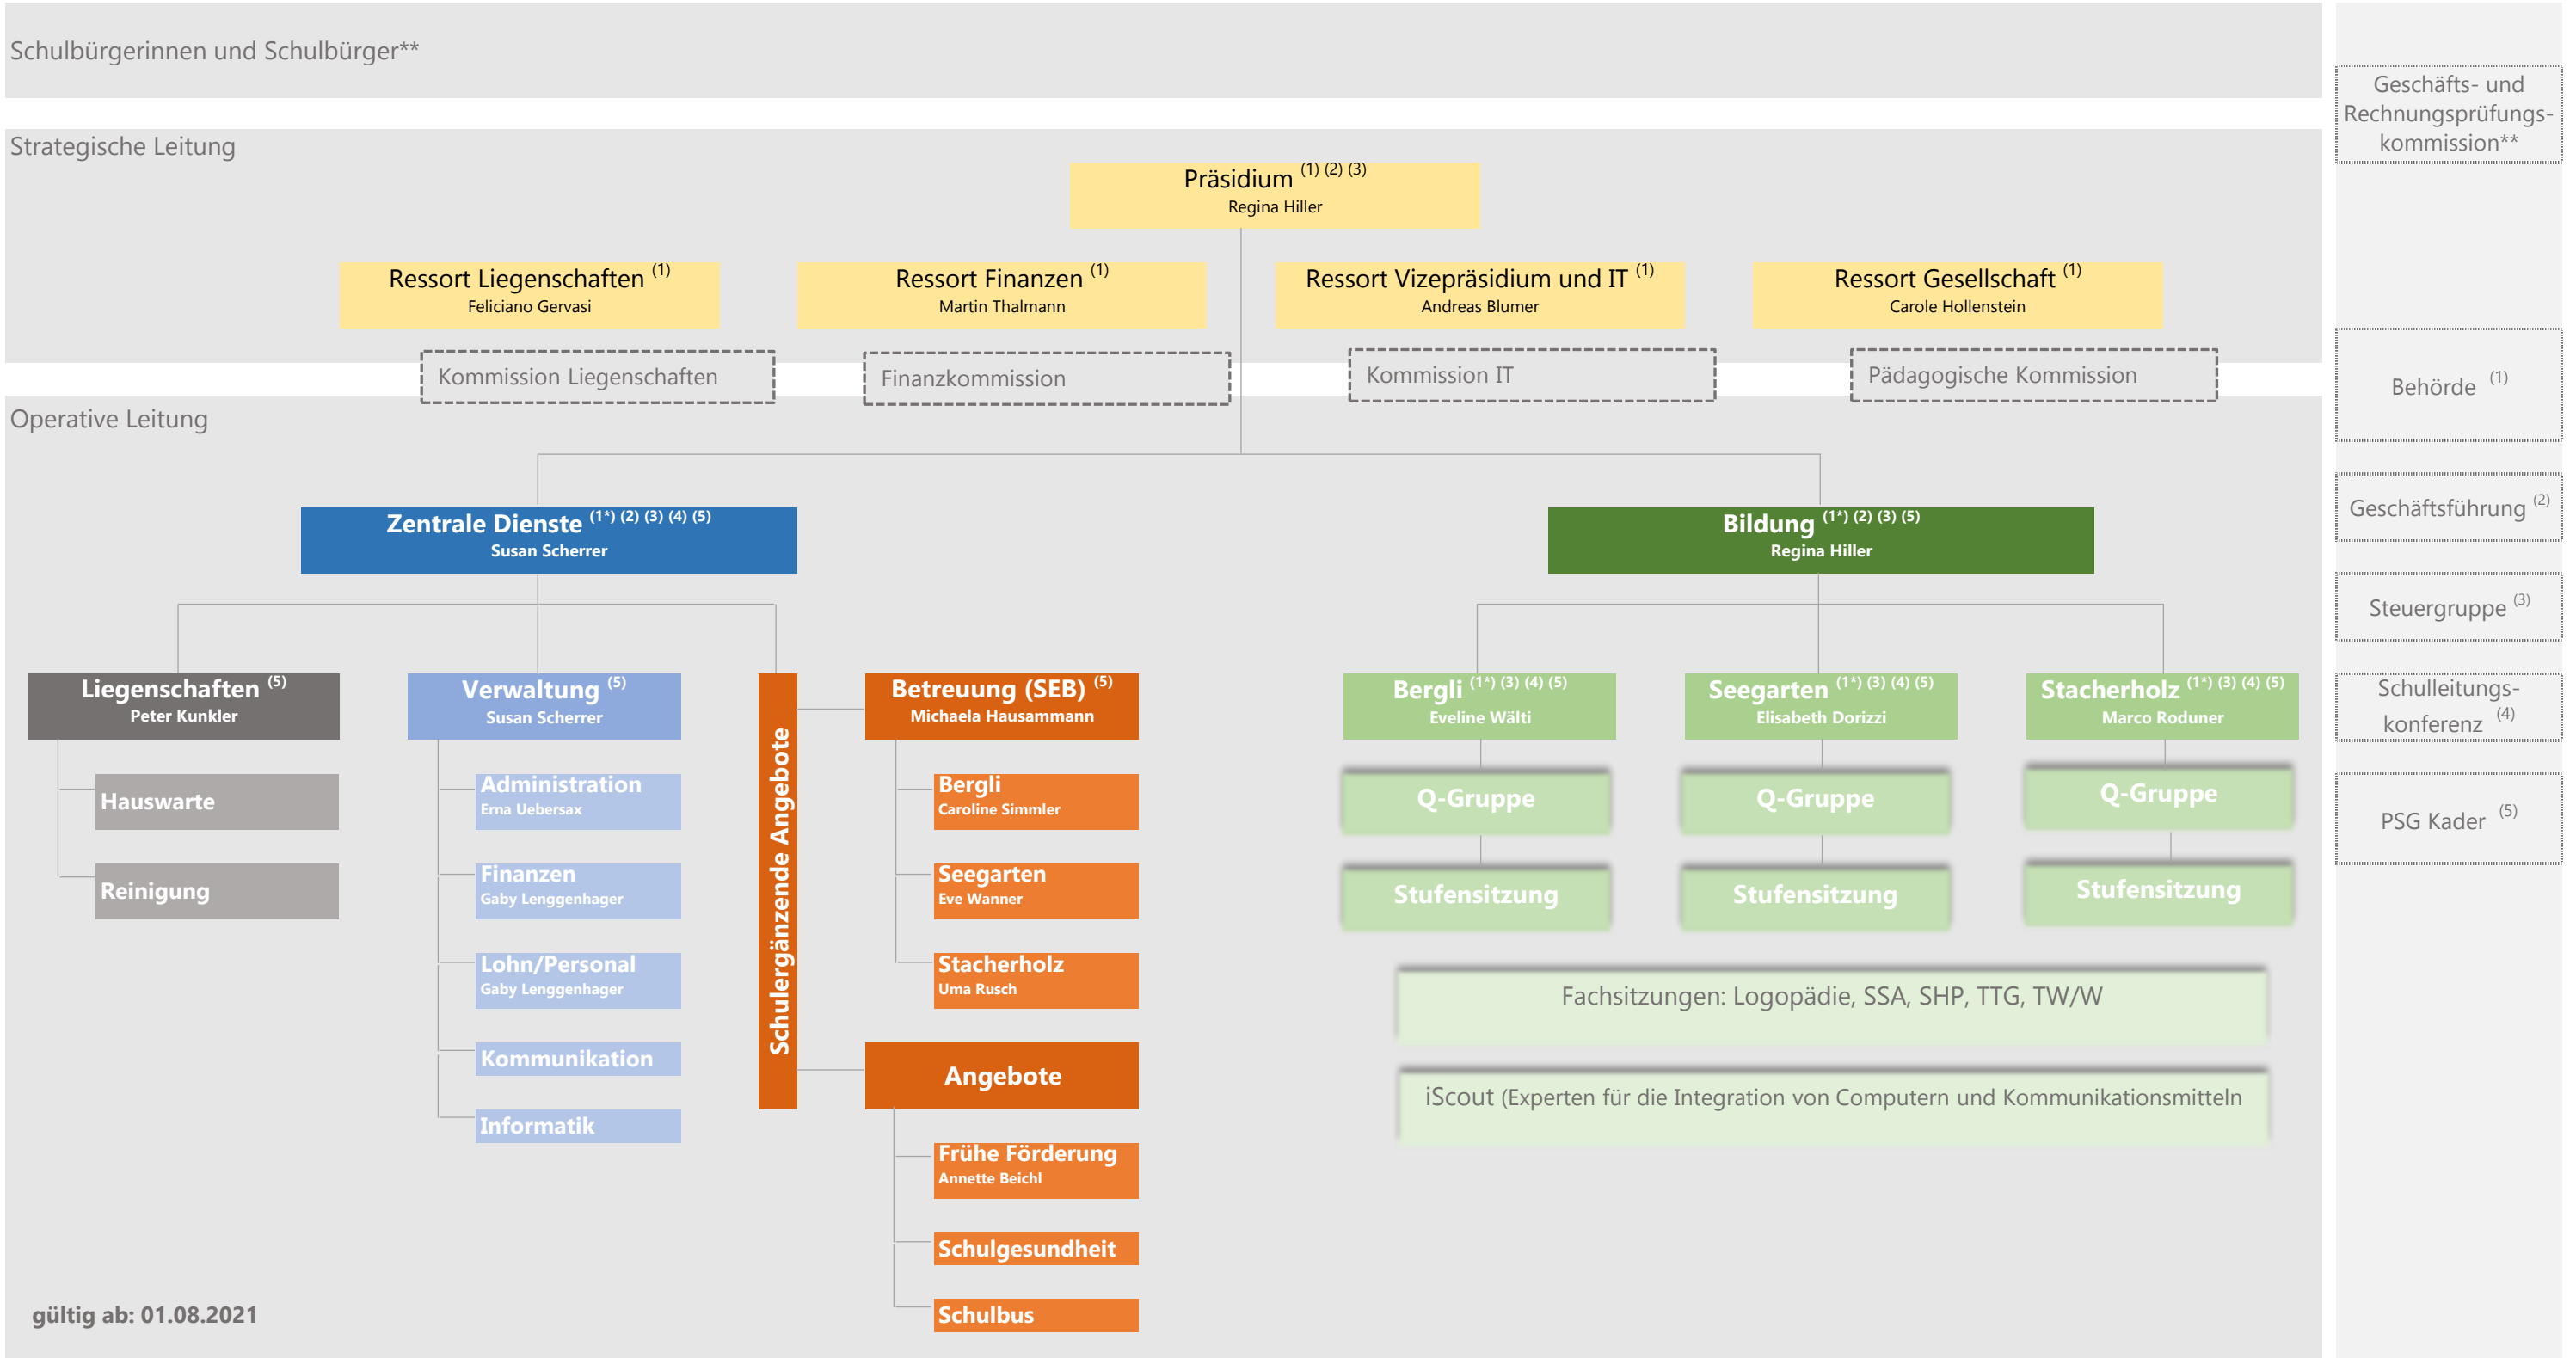 Schulbürgerinnen und Schulbürger**
Geschäfts- und
Rechnungsprüfungs-
kommission**
Strategische Leitung
Präsidium (1) (2) (3)
Regina Hiller
Ressort Liegenschaften (1)
Feliciano Gervasi
Ressort Finanzen (1)
Martin Thalmann
Ressort Vizepräsidium und IT (1)
Andreas Blumer
Ressort Gesellschaft (1)
Carole Hollenstein
Kommission Liegenschaften
Finanzkommission
Kommission IT
Pädagogische Kommission
Behörde (1)
Operative Leitung
Zentrale Dienste (1*) (2) (3) (4) (5)
Susan Scherrer
Bildung (1*) (2) (3) (5)
Regina Hiller
Geschäftsführung (2)
Steuergruppe (3)
Schulleitungs-
konferenz (4)
PSG Kader (5)
Liegenschaften (5)
Peter Kunkler
Hauswarte
Reinigung
Verwaltung (5)
Susan Scherrer
Administration
Erna Uebersax
Finanzen
Gaby Lenggenhager
Lohn/Personal
Gaby Lenggenhager
Kommunikation
Informatik
Schulergänzende Angebote
Betreuung (SEB) (5)
Michaela Hausammann
Bergli
Caroline Simmler
Seegarten
Eve Wanner
Stacherholz
Uma Rusch
Angebote
Frühe Förderung
Annette Beichl
Schulgesundheit
Schulbus
Bergli (1*) (3) (4) (5)
Eveline Wälti
Q-Gruppe
Stufensitzung
Seegarten (1*) (3) (4) (5)
Elisabeth Dorizzi
Q-Gruppe
Stufensitzung
Stacherholz (1*) (3) (4) (5)
Marco Roduner
Q-Gruppe
Stufensitzung
Fachsitzungen: Logopädie, SSA, SHP, TTG, TW/W
iScout (Experten für die Integration von Computern und Kommunikationsmitteln
gültig ab: 01.08.2021